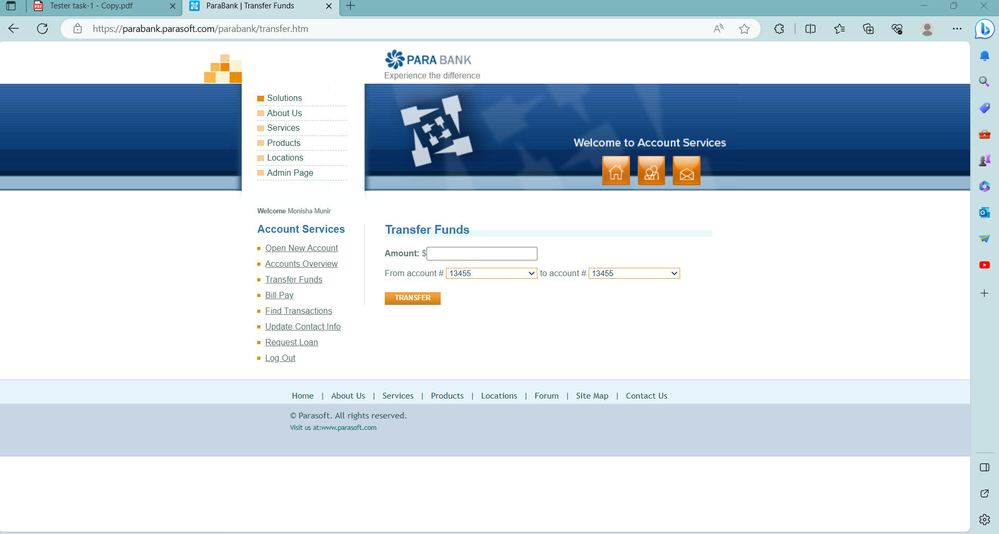 Tester task-1 - Copy.pdf
ParaBank | Transfer Funds
https://parabank.parasoft.com/parabank/transfer.htm
PARA BANK
Experience the difference
Solutions
About Us
Services
Products
Locations
Admin Page
Welcome to Account Services
Welcome Monisha Munir
Account Services
Open New Account
Accounts Overview
Transfer Funds
Bill Pay
Find Transactions
Update Contact Info
Request Loan
Log Out
Transfer Funds
Amount: $
From account # 13455 to account # 13455
TRANSFER
Home | About Us | Services | Products | Locations | Forum | Site Map | Contact Us
© Parasoft. All rights reserved.
Visit us at:www.parasoft.com